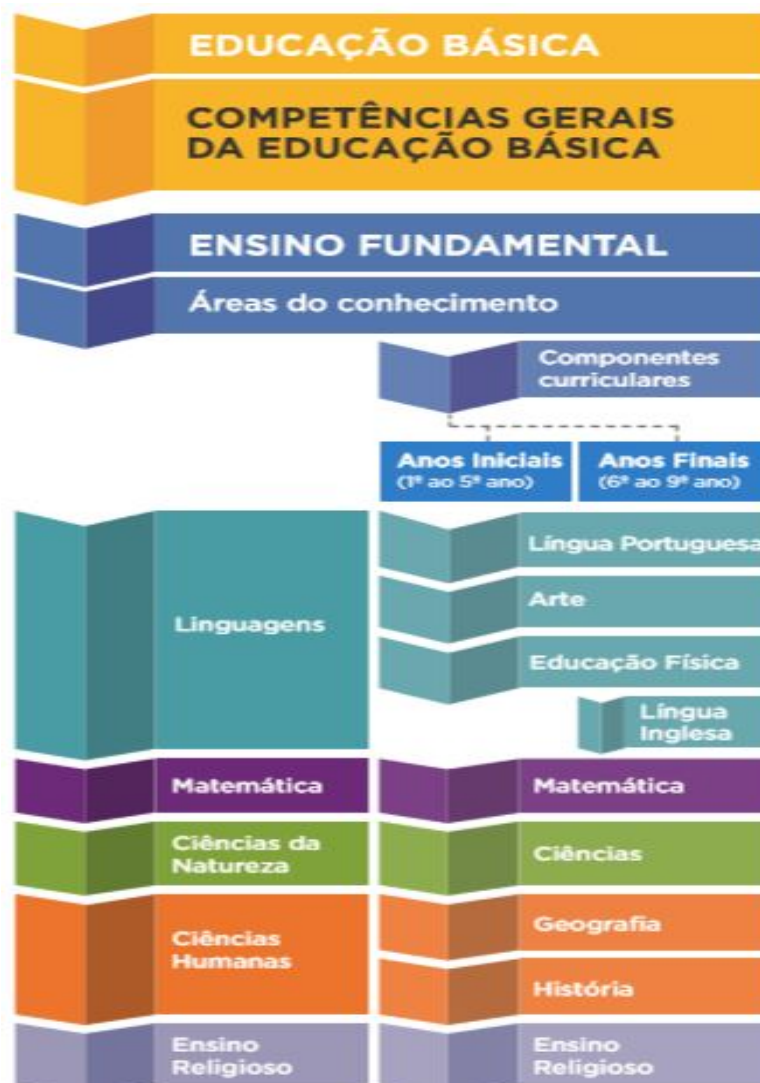 EDUCAÇÃO BÁSICA
COMPETÊNCIAS GERAIS
DA EDUCAÇÃO BÁSICA
ENSINO FUNDAMENTAL
Áreas do conhecimento
Componentes
curriculares
Anos Iniciais
(1º ao 5º ano)
Anos Finais
(6º ao 9º ano)
Linguagens
Língua Portuguesa
Arte
Educação Física
Língua
Inglesa
Matemática
Matemática
Ciências da
Natureza
Ciências
Ciências
Humanas
Geografia
História
Ensino
Religioso
Ensino
Religioso